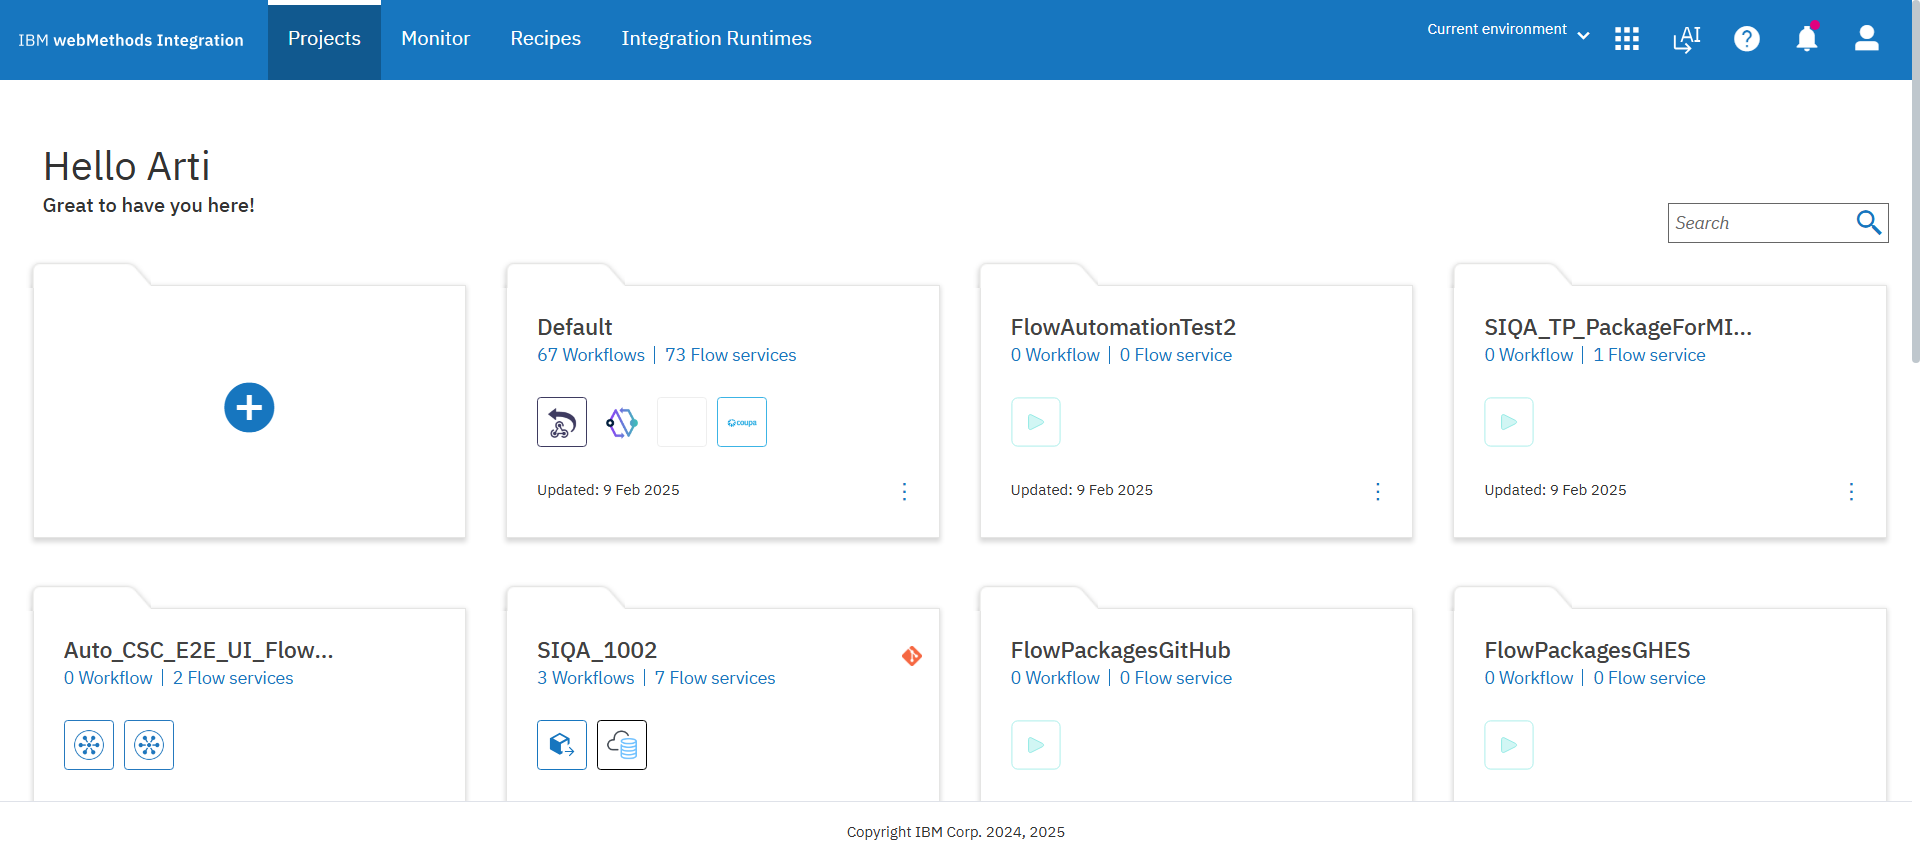 IBM webMethods Integration
Projects
Monitor
Recipes
Integration Runtimes
Current environment
AI
Hello Arti
Great to have you here!
Search
Default
67 Workflows | 73 Flow services
coupa
Updated: 9 Feb 2025
FlowAutomationTest2
0 Workflow | 0 Flow service
Updated: 9 Feb 2025
SIQA_TP_PackageForMI...
0 Workflow | 1 Flow service
Updated: 9 Feb 2025
Auto_CSC_E2E_UI_Flow...
0 Workflow | 2 Flow services
SIQA_1002
3 Workflows | 7 Flow services
FlowPackagesGitHub
0 Workflow | 0 Flow service
FlowPackagesGHES
0 Workflow | 0 Flow service
Copyright IBM Corp. 2024, 2025